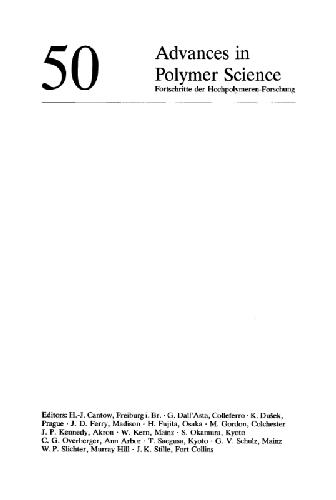 50
Advances in
Polymer Science
Fortschritte der Hochpolymeren-Forschung
Editors: H.-J. Cantow, Freiburg i. Br. · G. Dall'Asta, Colleferro · K. Dušek,
Prague · J. D. Ferry, Madison · H. Fujita, Osaka · M. Gordon, Colchester
J. P. Kennedy, Akron · W. Kern, Mainz · S. Okamura, Kyoto
C. G. Overberger, Ann Arbor · T. Saegusa, Kyoto · G. V. Schulz, Mainz
W. P. Slichter, Murray Hill · J. K. Stille, Fort Collins